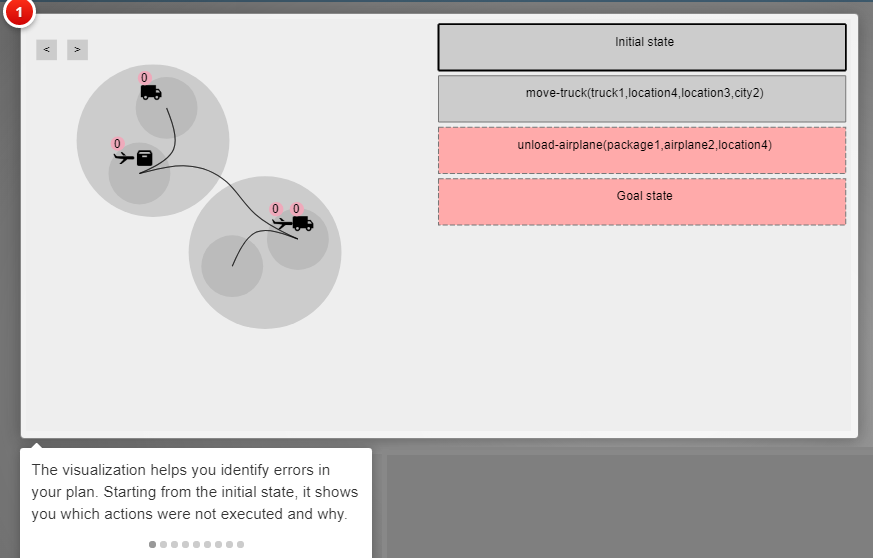 1
< >
Initial state
0
move-truck(truck1,location4,location3,city2)
0
unload-airplane(package1,airplane2,location4)
Goal state
0 0
The visualization helps you identify errors in
your plan. Starting from the initial state, it shows
you which actions were not executed and why.